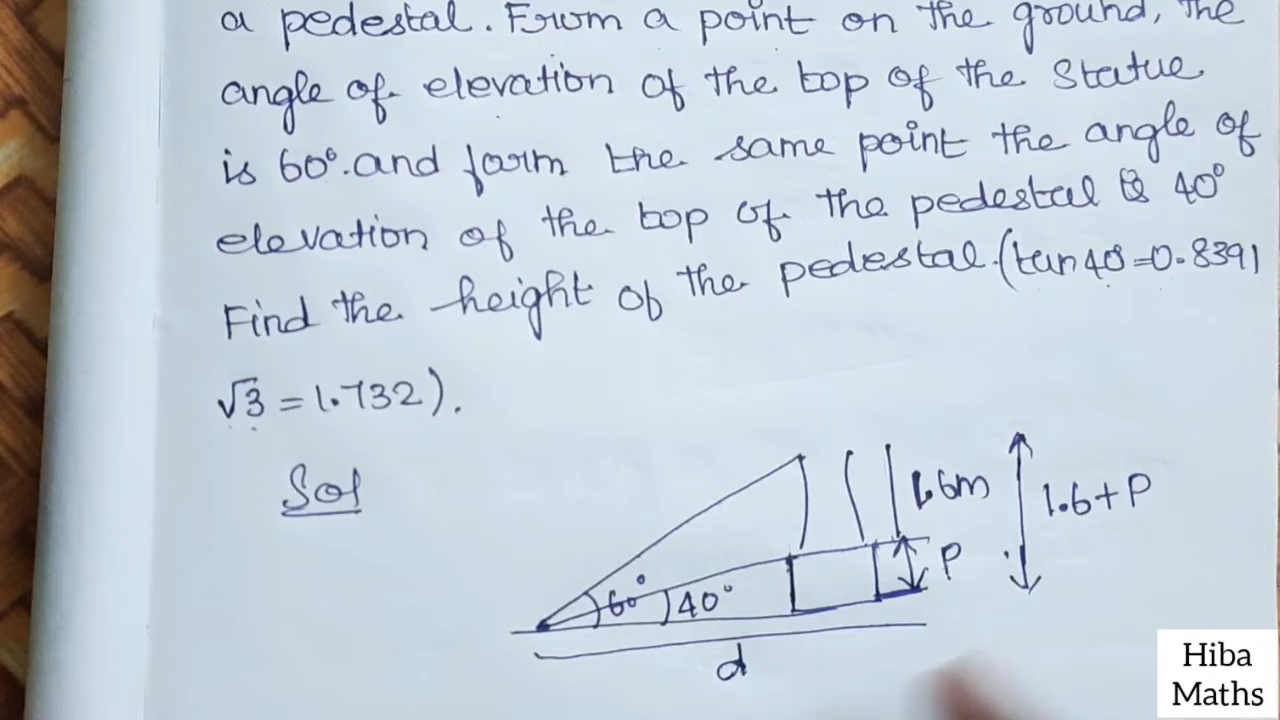 a pedestal. From a point on the ground, the
angle of elevation of the top of the statue
is 60°. and form the same point the angle of
elevation of the top of the pedestal is 40°
Find the height of the pedestal. (tan 40 = 0.8391
√3 = 1.732).
Sol
1.6m
1.6+P
P
60°
40°
d
Hiba
Maths